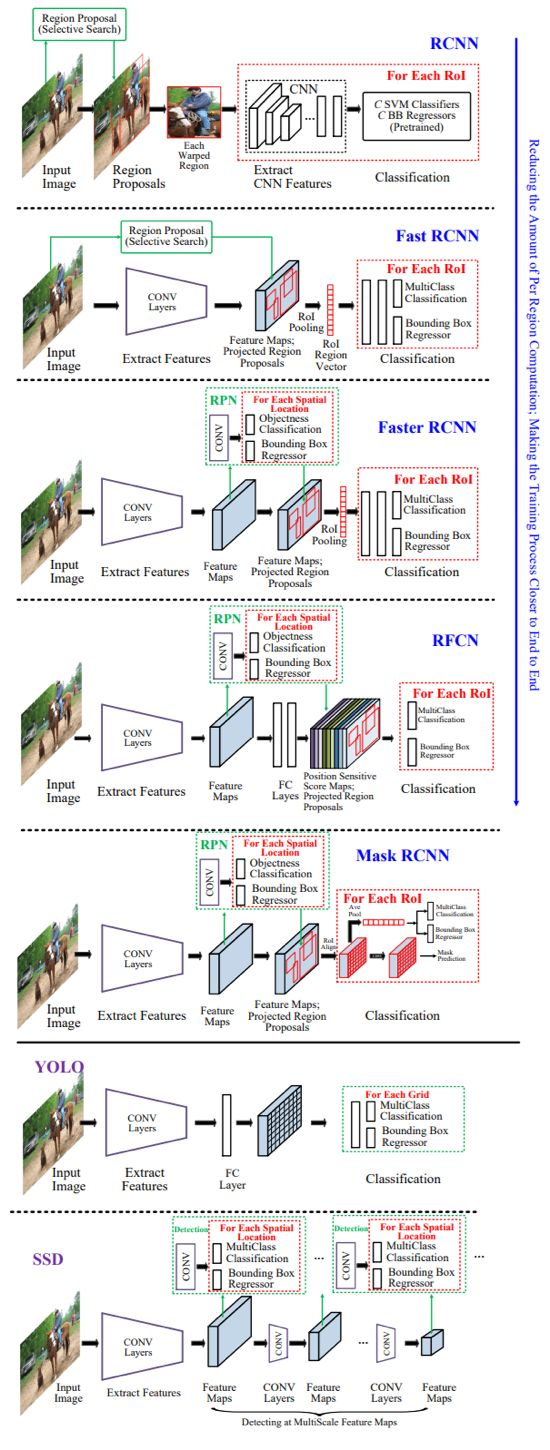 Region Proposal
(Selective Search)
RCNN
For Each RoI
CNN
C SVM Classifiers
C BB Regressors
(Pretrained)
Input
Image
Region
Proposals
Each
Warped
Region
Extract
CNN Features
Classification
Reducing the Amount of Per Region Computation; Making the Training Process Closer to End to End
Region Proposal
(Selective Search)
Fast RCNN
For Each RoI
CONV
Layers
MultiClass
Classification
Bounding Box
Regressor
Input
Image
Extract Features
Feature Maps;
Projected Region
Proposals
RoI
Pooling
RoI
Region
Vector
Classification
RPN
For Each Spatial
Location
Faster RCNN
CONV
Objectness
Classification
Bounding Box
Regressor
For Each RoI
CONV
Layers
MultiClass
Classification
Bounding Box
Regressor
Input
Image
Extract Features
Feature
Maps
Feature Maps;
Projected Region
Proposals
RoI
Pooling
Classification
RPN
For Each Spatial
Location
RFCN
CONV
Objectness
Classification
Bounding Box
Regressor
For Each RoI
CONV
Layers
MultiClass
Classification
Bounding Box
Regressor
Input
Image
Extract Features
Feature
Maps
FC
Layes
Position Sensitive
Score Maps;
Projected Region
Proposals
Classification
RPN
For Each Spatial
Location
Mask RCNN
CONV
Objectness
Classification
Bounding Box
Regressor
For Each RoI
Ave
Pool
MultiClass
Classification
Bounding Box
Regressor
Mask
Prediction
CONV
Layers
RoI
Align
Input
Image
Extract Features
Feature
Maps
Feature Maps;
Projected Region
Proposals
Classification
YOLO
CONV
Layers
For Each Grid
MultiClass
Classification
Bounding Box
Regressor
Input
Image
Extract
Features
FC
Layer
Classification
SSD
Detection
For Each Spatial
Location
CONV
MultiClass
Classification
Bounding Box
Regressor
...
Detection
For Each Spatial
Location
CONV
MultiClass
Classification
Bounding Box
Regressor
...
CONV
Layers
CONV
...
CONV
Input
Image
Extract Features
Feature
Maps
CONV
Layers
Feature
Maps
CONV
Layers
Feature
Maps
Detecting at MultiScale Feature Maps